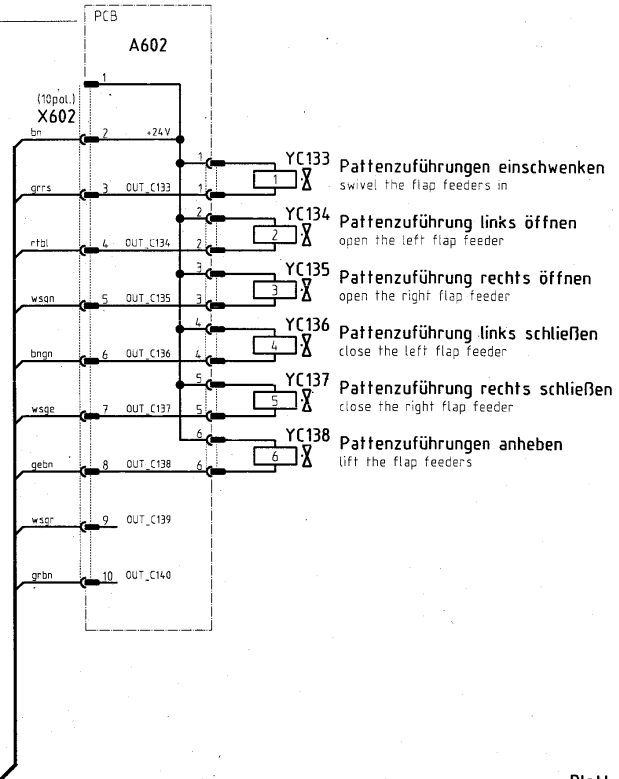 PCB
A602
1
(10pol.)
X602
bn 2 +24V
1 YC133 Pattenzuführungen einschwenken
1 swivel the flap feeders in
grrs 3 OUT_C133 1
2 YC134 Pattenzuführung links öffnen
2 open the left flap feeder
rtbl 4 OUT_C134 2
3 YC135 Pattenzuführung rechts öffnen
3 open the right flap feeder
wsgn 5 OUT_C135 3
4 YC136 Pattenzuführung links schließen
4 close the left flap feeder
bngn 6 OUT_C136 4
5 YC137 Pattenzuführung rechts schließen
5 close the right flap feeder
wsge 7 OUT_C137 5
6 YC138 Pattenzuführungen anheben
6 lift the flap feeders
gebn 8 OUT_C138 6
wsgr 9 OUT_C139
grbn 10 OUT_C140